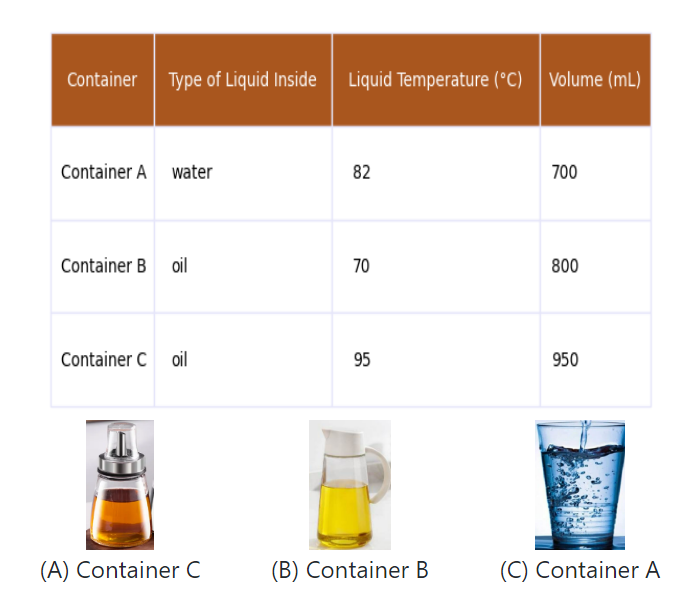 Container Type of Liquid Inside Liquid Temperature (°C) Volume (mL)
Container A water 82 700
Container B oil 70 800
Container C oil 95 950
(A) Container C (B) Container B (C) Container A